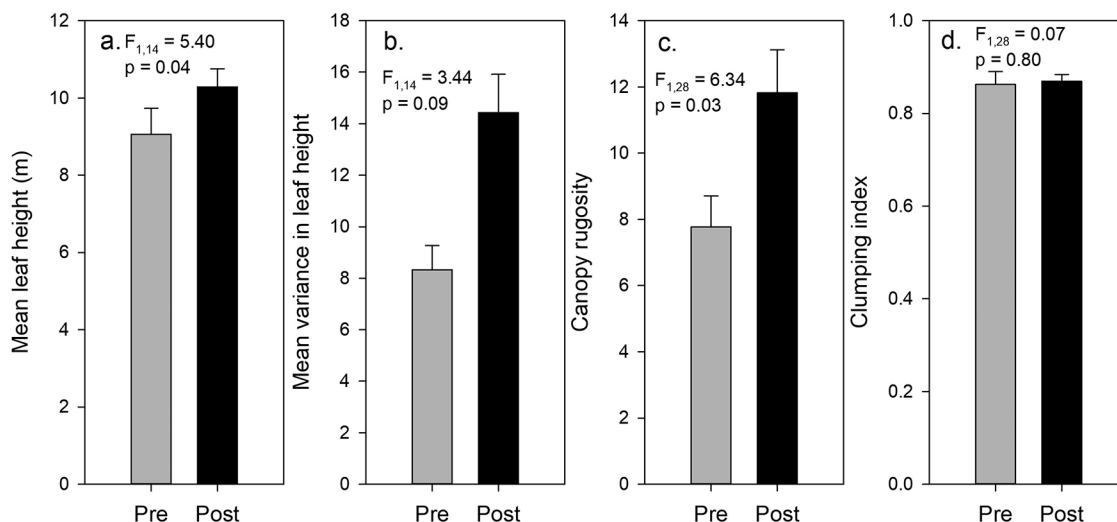 a.
F1,14 = 5.40
p = 0.04
Mean leaf height (m)
12
10
8
6
4
2
0
Pre Post
b.
F1,14 = 3.44
p = 0.09
Mean variance in leaf height
18
16
14
12
10
8
6
4
2
0
Pre Post
c.
F1,28 = 6.34
p = 0.03
Canopy rugosity
14
12
10
8
6
4
2
0
Pre Post
d.
F1,28 = 0.07
p = 0.80
Clumping index
1.0
0.8
0.6
0.4
0.2
0.0
Pre Post